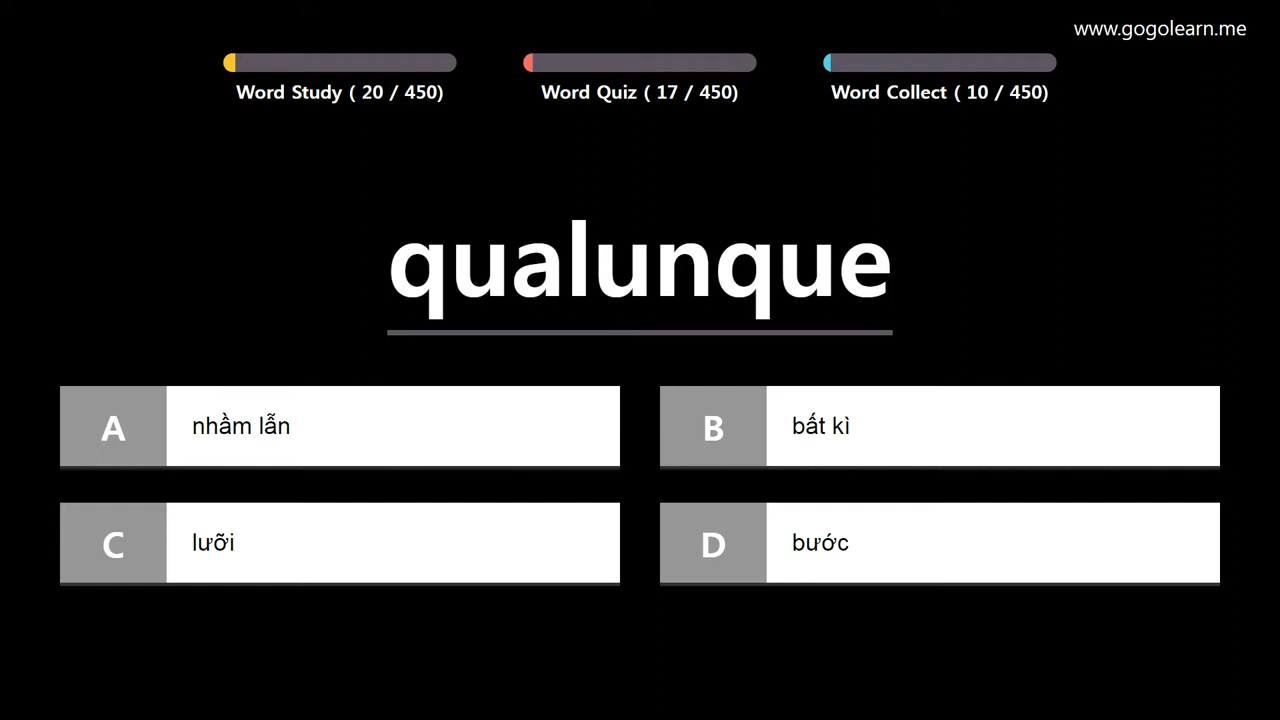 www.gogolearn.me
Word Study ( 20 / 450)
Word Quiz ( 17 / 450)
Word Collect ( 10 / 450)
qualunque
A nhầm lẫn
B bất kì
C lưỡi
D bước